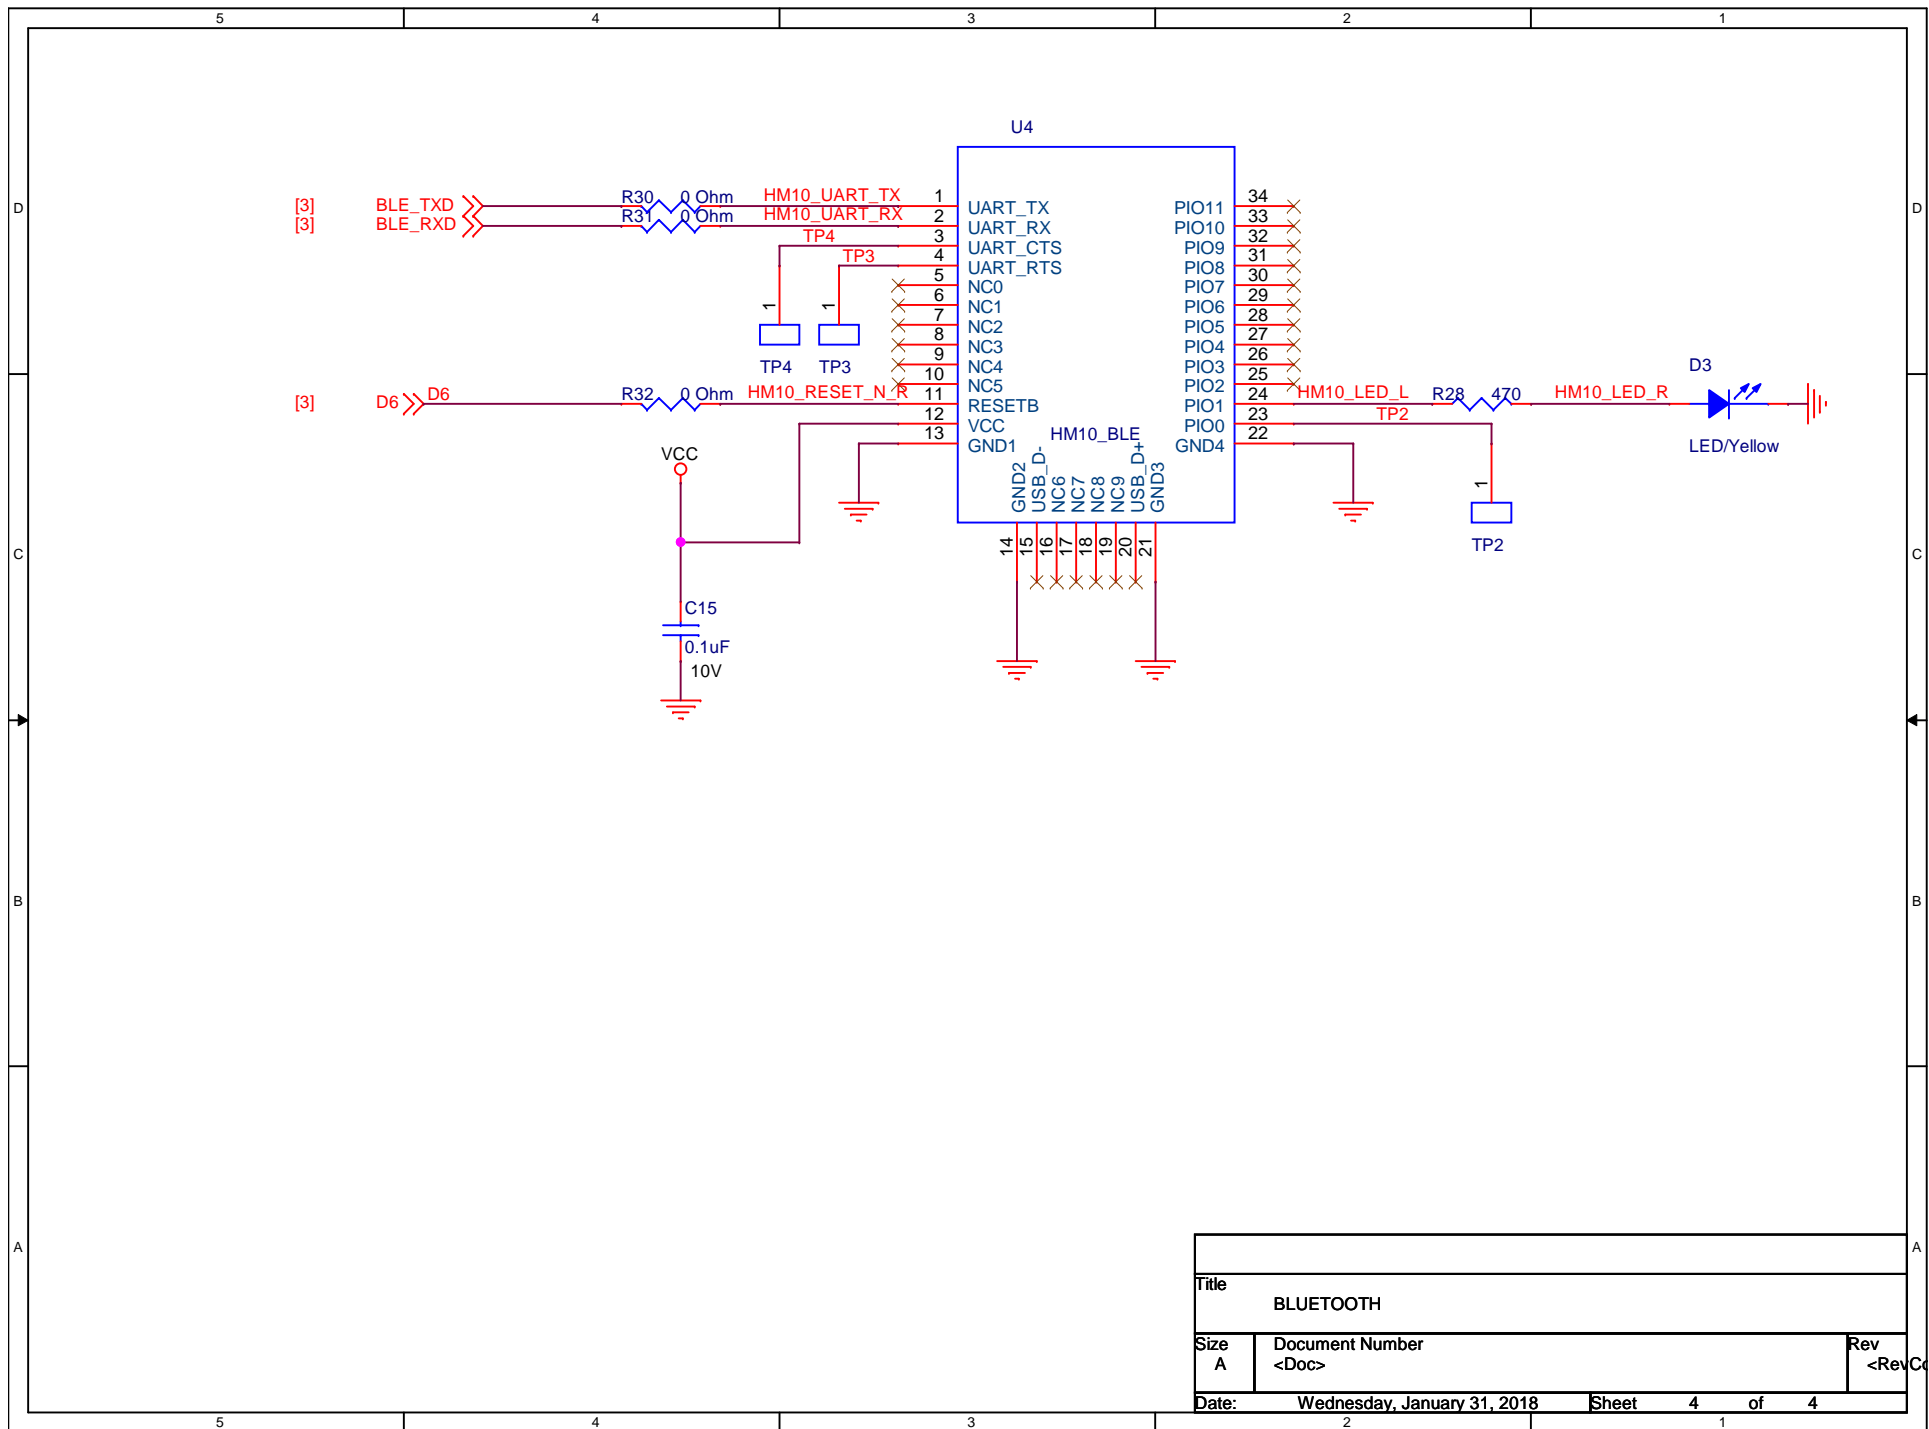 5 4 3 2 1
U4
D D
[3] BLE_TXD R30 0 Ohm HM10_UART_TX 1 UART_TX PIO11 34
[3] BLE_RXD R31 0 Ohm HM10_UART_RX 2 UART_RX PIO10 33
TP4 3 UART_CTS PIO9 32
TP3 4 UART_RTS PIO8 31
5 NC0 PIO7 30
1 1 6 NC1 PIO6 29
7 NC2 PIO5 28
8 NC3 PIO4 27
TP4 TP3 9 NC4 PIO3 26
10 NC5 PIO2 25
[3] D6 D6 R32 0 Ohm HM10_RESET_N_R 11 RESETB PIO1 24 HM10_LED_L R28 470 HM10_LED_R D3
12 VCC PIO0 23 TP2
13 GND1 HM10_BLE GND4 22 LED/Yellow
VCC
GND2 USB_D- NC6 NC7 NC8 NC9 USB_D+ GND3
1
14 15 16 17 18 19 20 21
TP2
C C
C15
0.1uF
10V
B B
A A
Title
BLUETOOTH
Size Document Number Rev
A <Doc> <RevCo
Date: Wednesday, January 31, 2018 Sheet 4 of 4
5 4 3 2 1